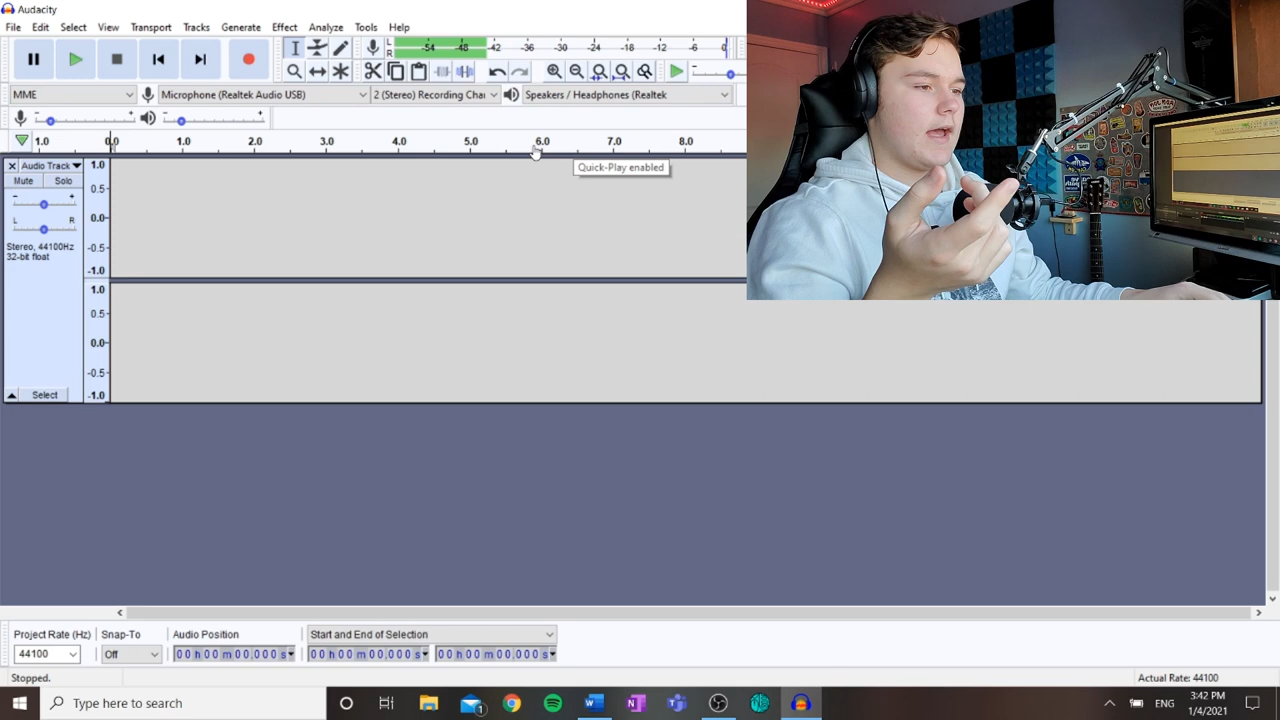 Audacity
File Edit Select View Transport Tracks Generate Effect Analyze Tools Help
L
R
-54 -48 -42 -36 -30 -24 -18 -12 -6 0
MME Microphone (Realtek Audio USB) 2 (Stereo) Recording Chai Speakers / Headphones (Realtek
- + - +
1.0 0.0 1.0 2.0 3.0 4.0 5.0 6.0 7.0 8.0
Quick-Play enabled
Audio Track
Mute Solo
- +
L R
Stereo, 44100Hz
32-bit float
Select
1.0
0.5
0.0
-0.5
-1.0
1.0
0.5
0.0
-0.5
-1.0
Project Rate (Hz) Snap-To Audio Position Start and End of Selection
44100 Off 00 h 00 m 00.000 s 00 h 00 m 00.000 s 00 h 00 m 00.000 s
Stopped. Actual Rate: 44100
Type here to search
1
ENG
3:42 PM
1/4/2021